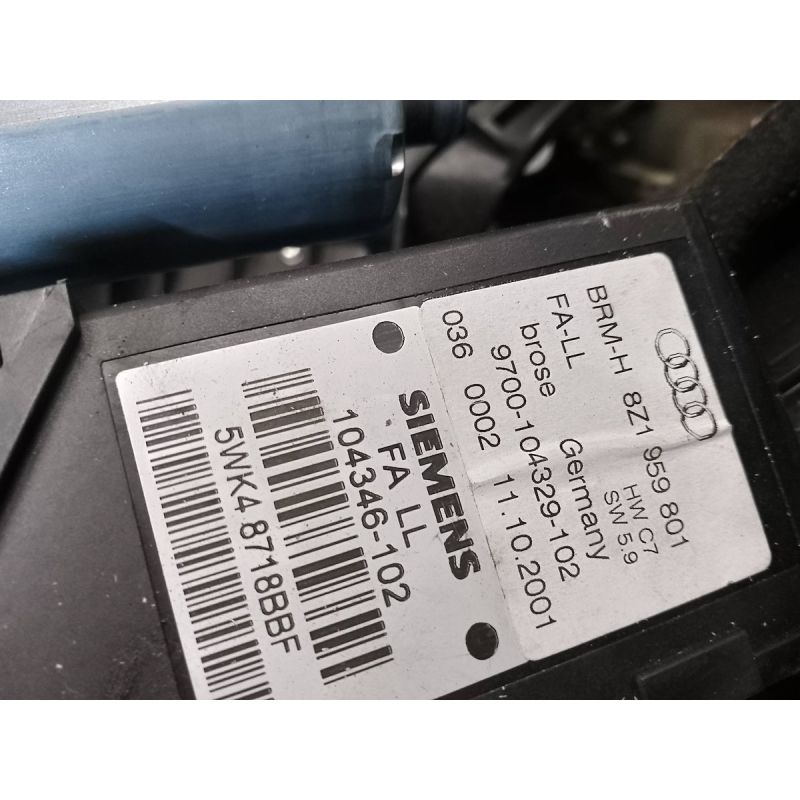 BRM-H 8Z1 959 801
FA-LL HW C7
SW 5.9
brose Germany
9700-104329-102
036 0002 11.10.2001
SIEMENS
FA LL
104346-102
5WK4 8718BBF